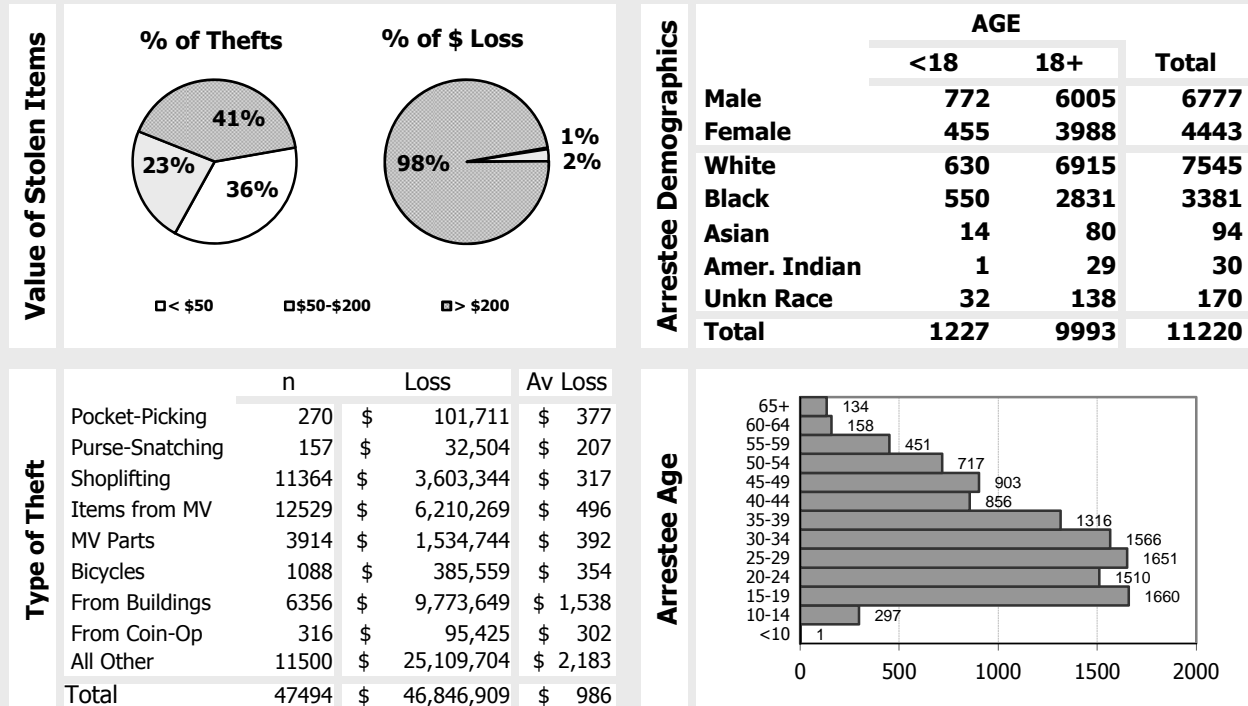 Value of Stolen Items
% of Thefts
% of $ Loss
41%
23%
36%
98%
1%
2%
< $50 $50-$200 > $200
Arrestee Demographics
AGE
<18 18+ Total
Male 772 6005 6777
Female 455 3988 4443
White 630 6915 7545
Black 550 2831 3381
Asian 14 80 94
Amer. Indian 1 29 30
Unkn Race 32 138 170
Total 1227 9993 11220
Type of Theft
n Loss Av Loss
Pocket-Picking 270 $ 101,711 $ 377
Purse-Snatching 157 $ 32,504 $ 207
Shoplifting 11364 $ 3,603,344 $ 317
Items from MV 12529 $ 6,210,269 $ 496
MV Parts 3914 $ 1,534,744 $ 392
Bicycles 1088 $ 385,559 $ 354
From Buildings 6356 $ 9,773,649 $ 1,538
From Coin-Op 316 $ 95,425 $ 302
All Other 11500 $ 25,109,704 $ 2,183
Total 47494 $ 46,846,909 $ 986
Arrestee Age
65+ 134
60-64 158
55-59 451
50-54 717
45-49 903
40-44 856
35-39 1316
30-34 1566
25-29 1651
20-24 1510
15-19 1660
10-14 297
<10 1
0 500 1000 1500 2000